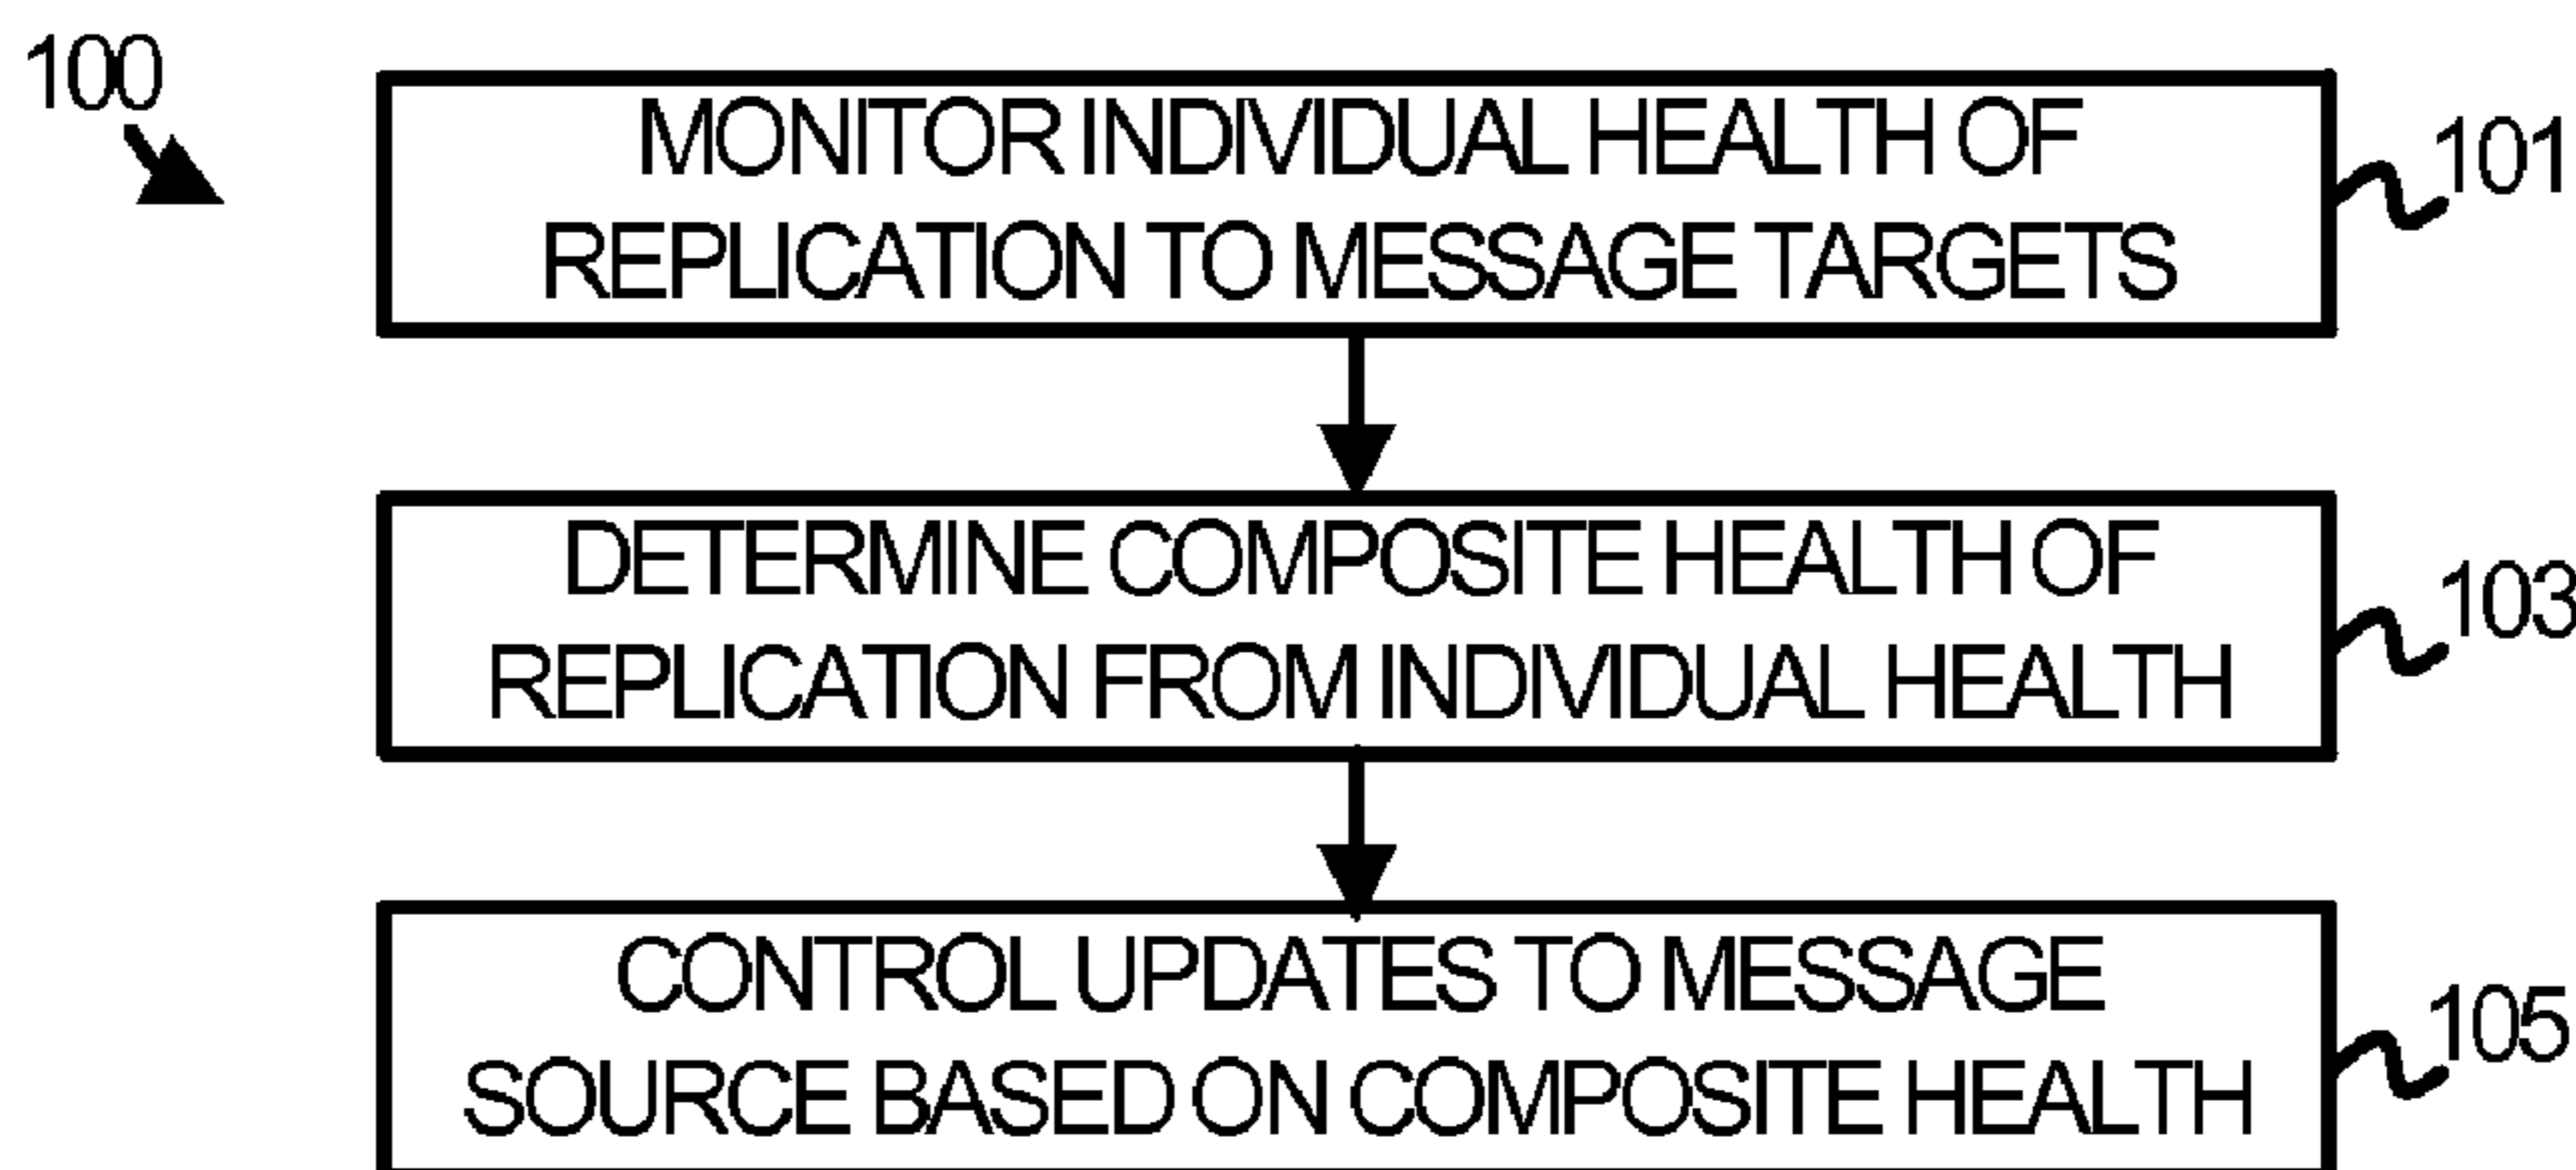 100
MONITOR INDIVIDUAL HEALTH OF
REPLICATION TO MESSAGE TARGETS
101
DETERMINE COMPOSITE HEALTH OF
REPLICATION FROM INDIVIDUAL HEALTH
103
CONTROL UPDATES TO MESSAGE
SOURCE BASED ON COMPOSITE HEALTH
105